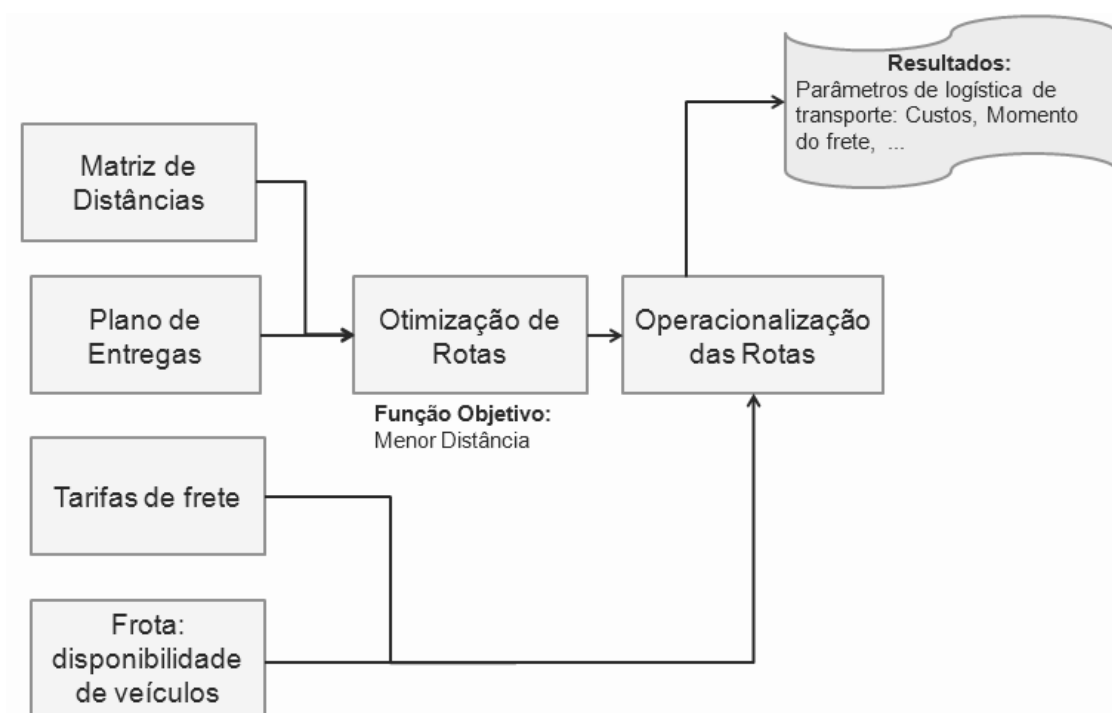 Resultados:
Parâmetros de logística de
transporte: Custos, Momento
do frete, ...
Matriz de
Distâncias
Plano de
Entregas
Otimização de
Rotas
Operacionalização
das Rotas
Função Objetivo:
Menor Distância
Tarifas de frete
Frota:
disponibilidade
de veículos